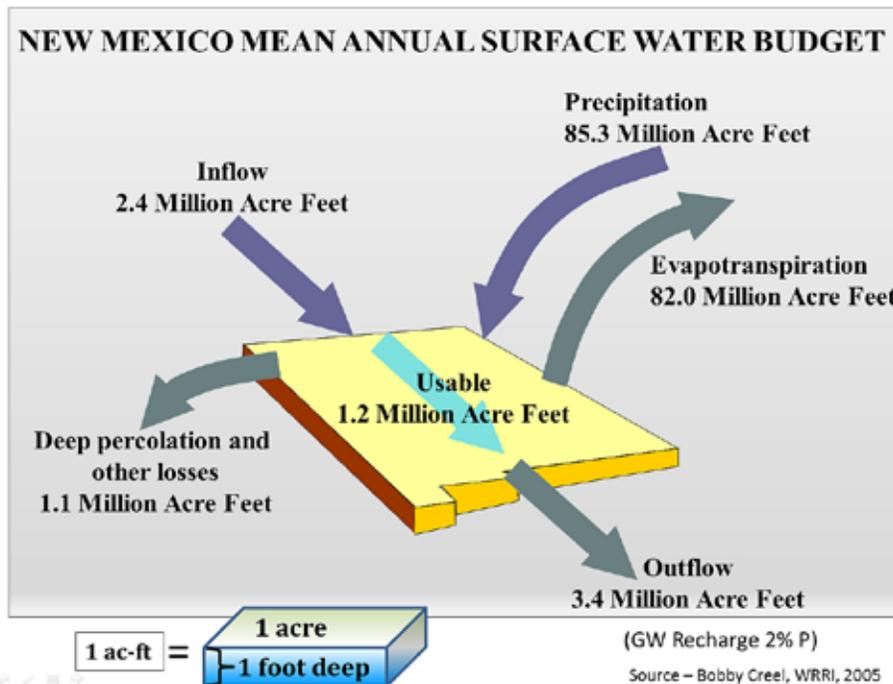 NEW MEXICO MEAN ANNUAL SURFACE WATER BUDGET
Precipitation
85.3 Million Acre Feet
Inflow
2.4 Million Acre Feet
Evapotranspiration
82.0 Million Acre Feet
Usable
1.2 Million Acre Feet
Deep percolation and
other losses
1.1 Million Acre Feet
Outflow
3.4 Million Acre Feet
1 ac-ft =
1 acre
1 foot deep
(GW Recharge 2% P)
Source – Bobby Creel, WRRI, 2005